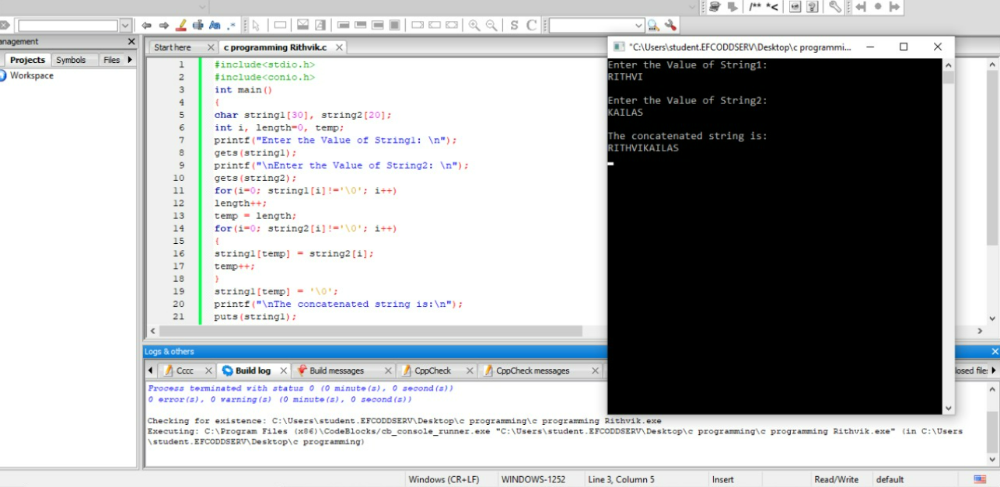 /** *<
S C
anagement
Projects Symbols Files
Workspace
Start here c programming Rithvik.c
1 #include<stdio.h>
2 #include<conio.h>
3 int main()
4 {
5 char string1[30], string2[20];
6 int i, length=0, temp;
7 printf("Enter the Value of String1: \n");
8 gets(string1);
9 printf("\nEnter the Value of String2: \n");
10 gets(string2);
11 for(i=0; string1[i]!='\0'; i++)
12 length++;
13 temp = length;
14 for(i=0; string2[i]!='\0'; i++)
15 {
16 string1[temp] = string2[i];
17 temp++;
18 }
19 string1[temp] = '\0';
20 printf("\nThe concatenated string is:\n");
21 puts(string1);
"C:\Users\student.EFCODDSERV\Desktop\c programmi...
Enter the Value of String1:
RITHVI
Enter the Value of String2:
KAILAS
The concatenated string is:
RITHVIKAILAS
Logs & others
Cccc Build log Build messages CppCheck CppCheck messages losed files
Process terminated with status 0 (0 minute(s), 0 second(s))
0 error(s), 0 warning(s) (0 minute(s), 0 second(s))
Checking for existence: C:\Users\student.EFCODDSERV\Desktop\c programming\c programming Rithvik.exe
Executing: C:\Program Files (x86)\CodeBlocks/cb_console_runner.exe "C:\Users\student.EFCODDSERV\Desktop\c programming\c programming Rithvik.exe" (in C:\Users
\student.EFCODDSERV\Desktop\c programming)
Windows (CR+LF) WINDOWS-1252 Line 3, Column 5 Insert Read/Write default